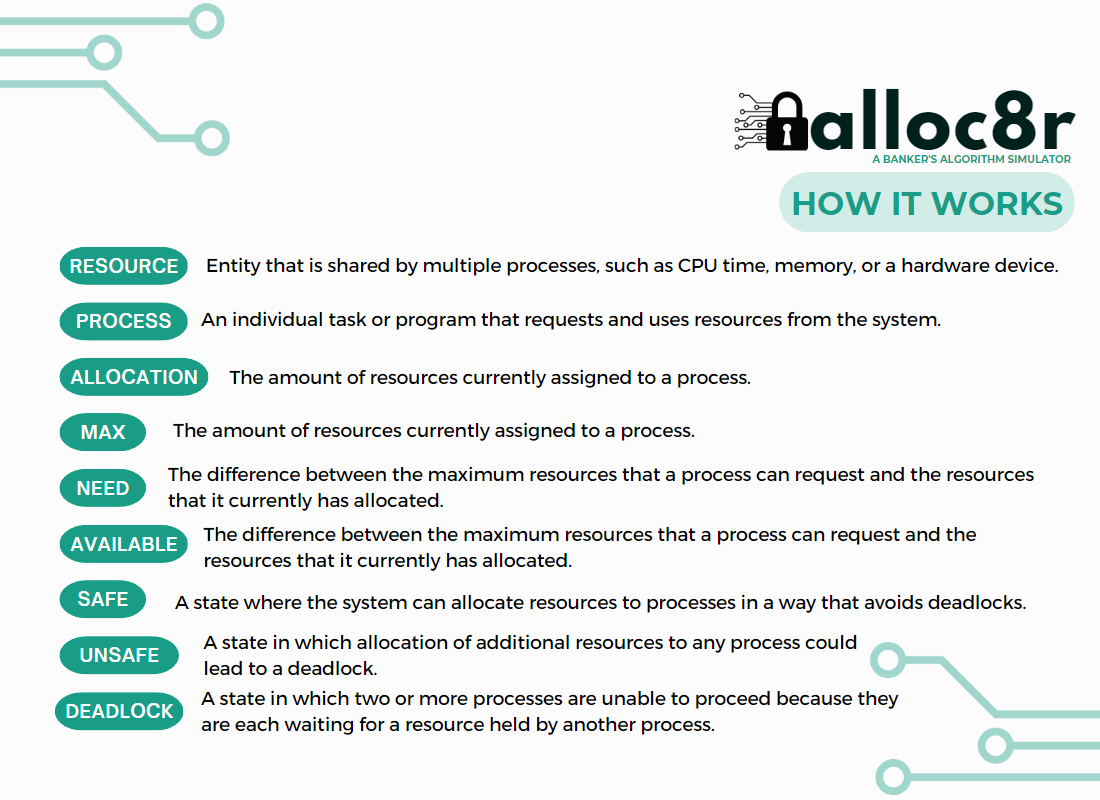 alloc8r
A BANKER'S ALGORITHM SIMULATOR
HOW IT WORKS
RESOURCE Entity that is shared by multiple processes, such as CPU time, memory, or a hardware device.
PROCESS An individual task or program that requests and uses resources from the system.
ALLOCATION The amount of resources currently assigned to a process.
MAX The amount of resources currently assigned to a process.
NEED The difference between the maximum resources that a process can request and the resources
that it currently has allocated.
AVAILABLE The difference between the maximum resources that a process can request and the
resources that it currently has allocated.
SAFE A state where the system can allocate resources to processes in a way that avoids deadlocks.
UNSAFE A state in which allocation of additional resources to any process could
lead to a deadlock.
DEADLOCK A state in which two or more processes are unable to proceed because they
are each waiting for a resource held by another process.